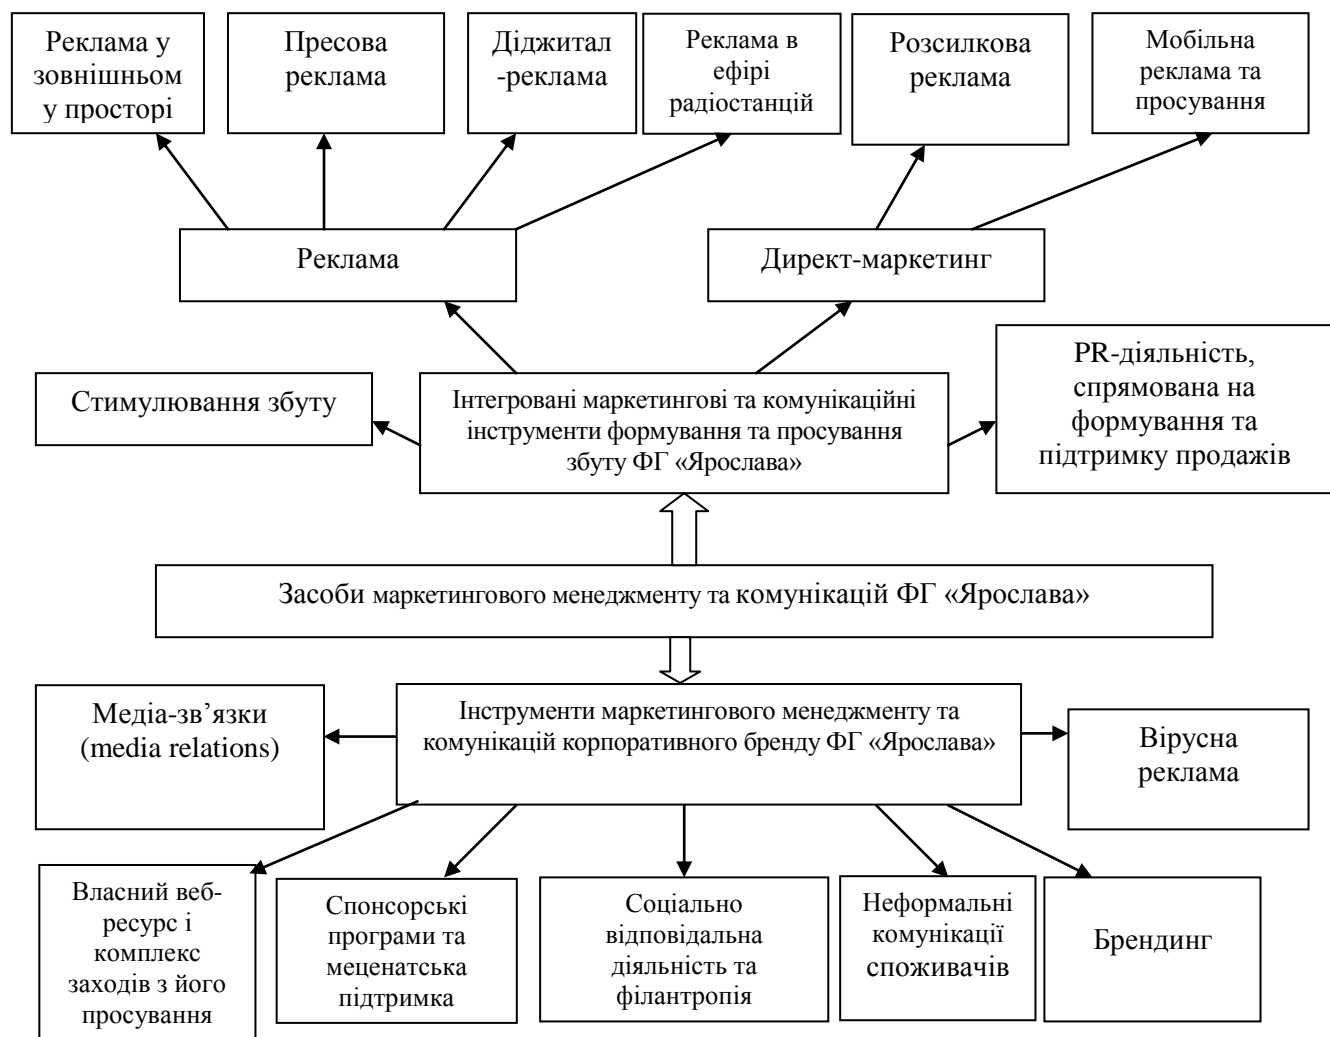 Реклама у
зовнішньом
у просторі
Пресова
реклама
Діджитал
-реклама
Реклама в
ефірі
радіостанцій
Розсилкова
реклама
Мобільна
реклама та
просування
Реклама
Директ-маркетинг
Стимулювання збуту
Інтегровані маркетингові та комунікаційні
інструменти формування та просування
збуту ФГ «Ярослава»
PR-діяльність,
спрямована на
формування та
підтримку продажів
Засоби маркетингового менеджменту та комунікацій ФГ «Ярослава»
Медіа-зв’язки
(media relations)
Інструменти маркетингового менеджменту та
комунікацій корпоративного бренду ФГ «Ярослава»
Вірусна
реклама
Власний веб-
ресурс і
комплекс
заходів з його
просування
Спонсорські
програми та
меценатська
підтримка
Соціально
відповідальна
діяльність та
філантропія
Неформальні
комунікації
споживачів
Брендинг